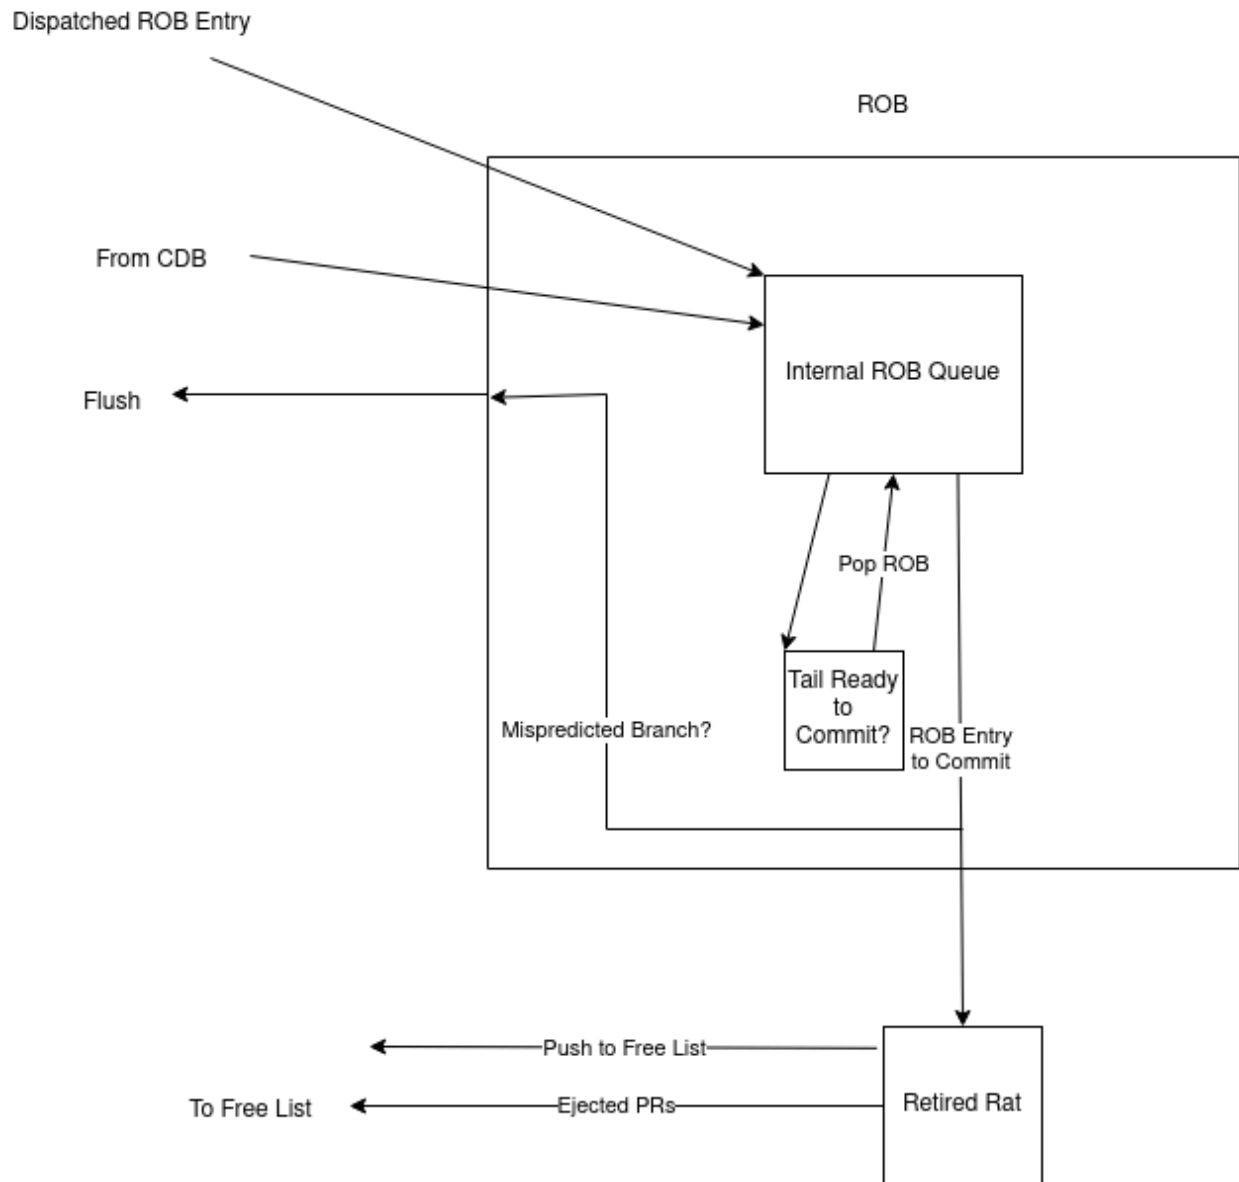 Dispatched ROB Entry
ROB
From CDB
Internal ROB Queue
Flush
Pop ROB
Tail Ready
to
Commit?
Mispredicted Branch?
ROB Entry
to Commit
Push to Free List
To Free List
Ejected PRs
Retired Rat